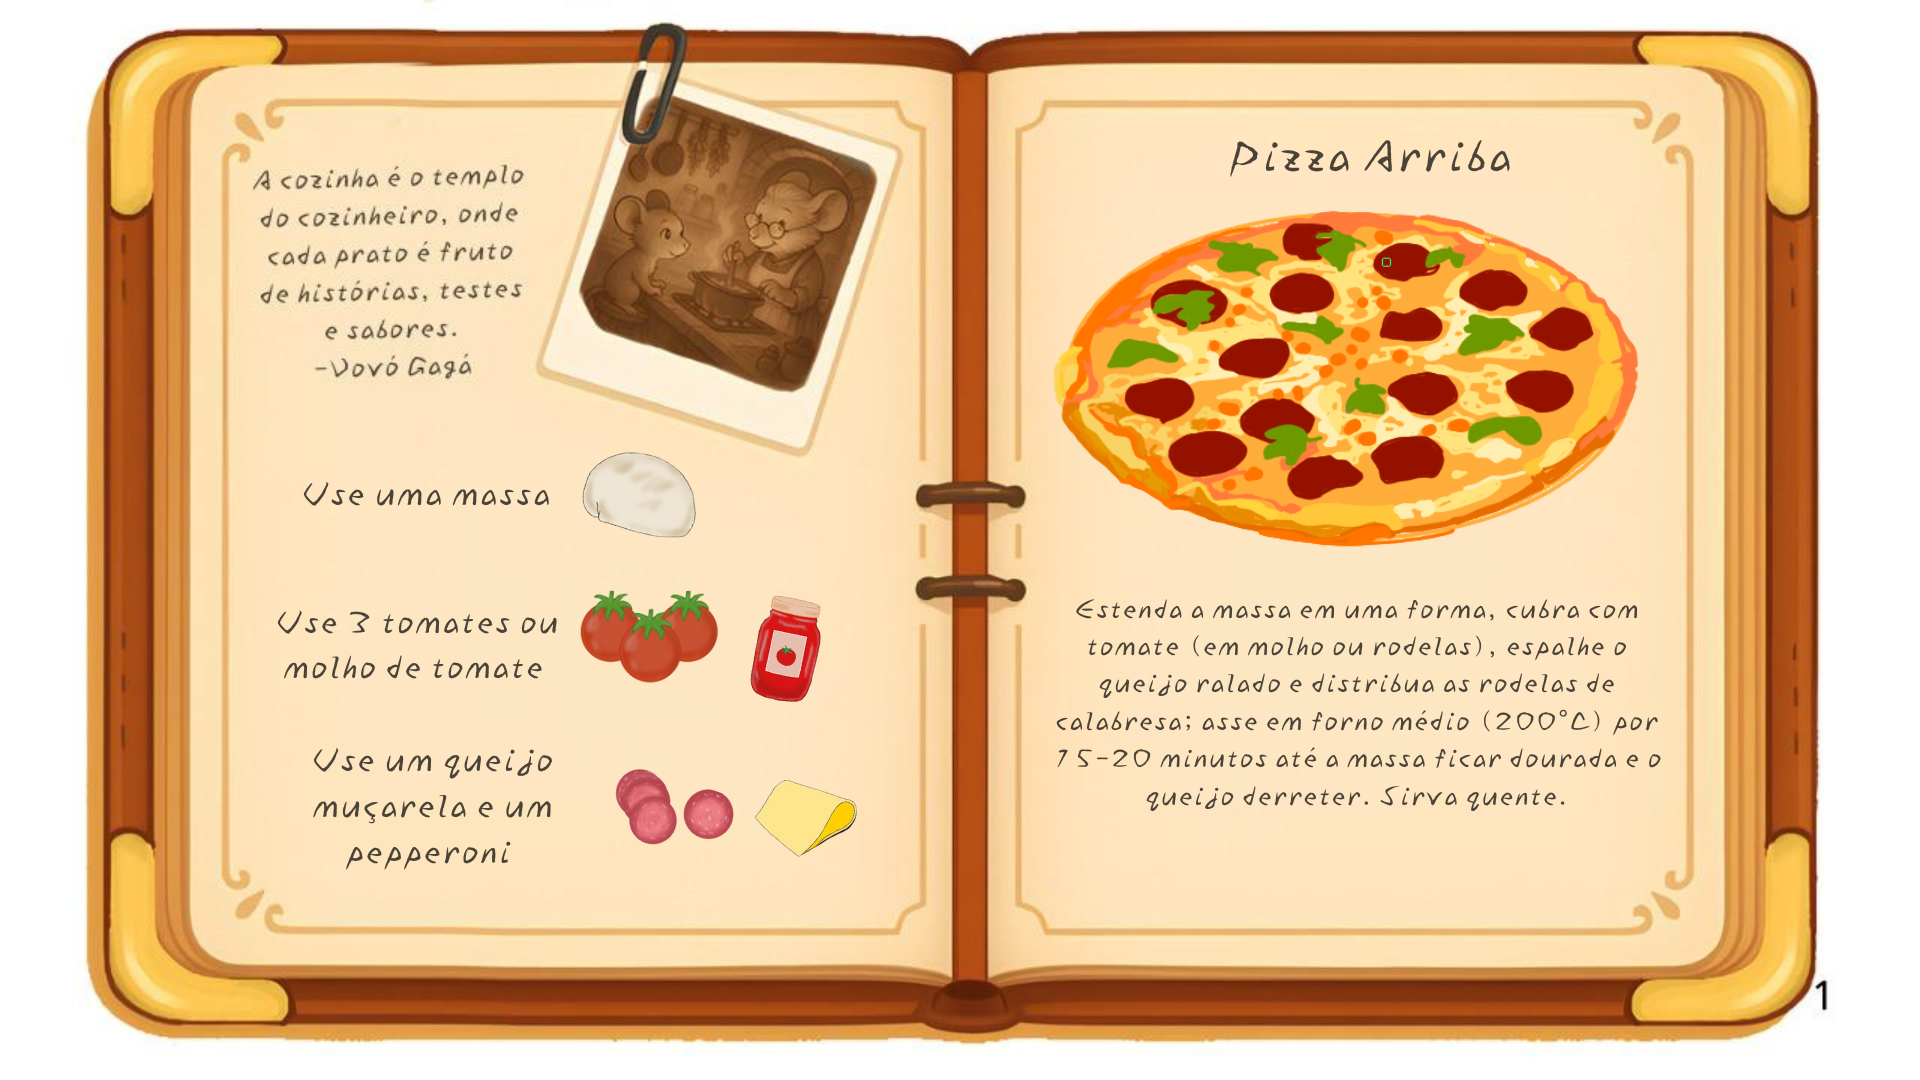 A cozinha é o templo
do cozinheiro, onde
cada prato é fruto
de histórias, testes
e sabores.
-Vovó Gagá
Use uma massa
Use 3 tomates ou
molho de tomate
Use um queijo
muçarela e um
pepperoni
Pizza Arriba
Estenda a massa em uma forma, cubra com
tomate (em molho ou rodelas), espalhe o
queijo ralado e distribua as rodelas de
calabresa; asse em forno médio (200°C) por
15-20 minutos até a massa ficar dourada e o
queijo derreter. Sirva quente.
1